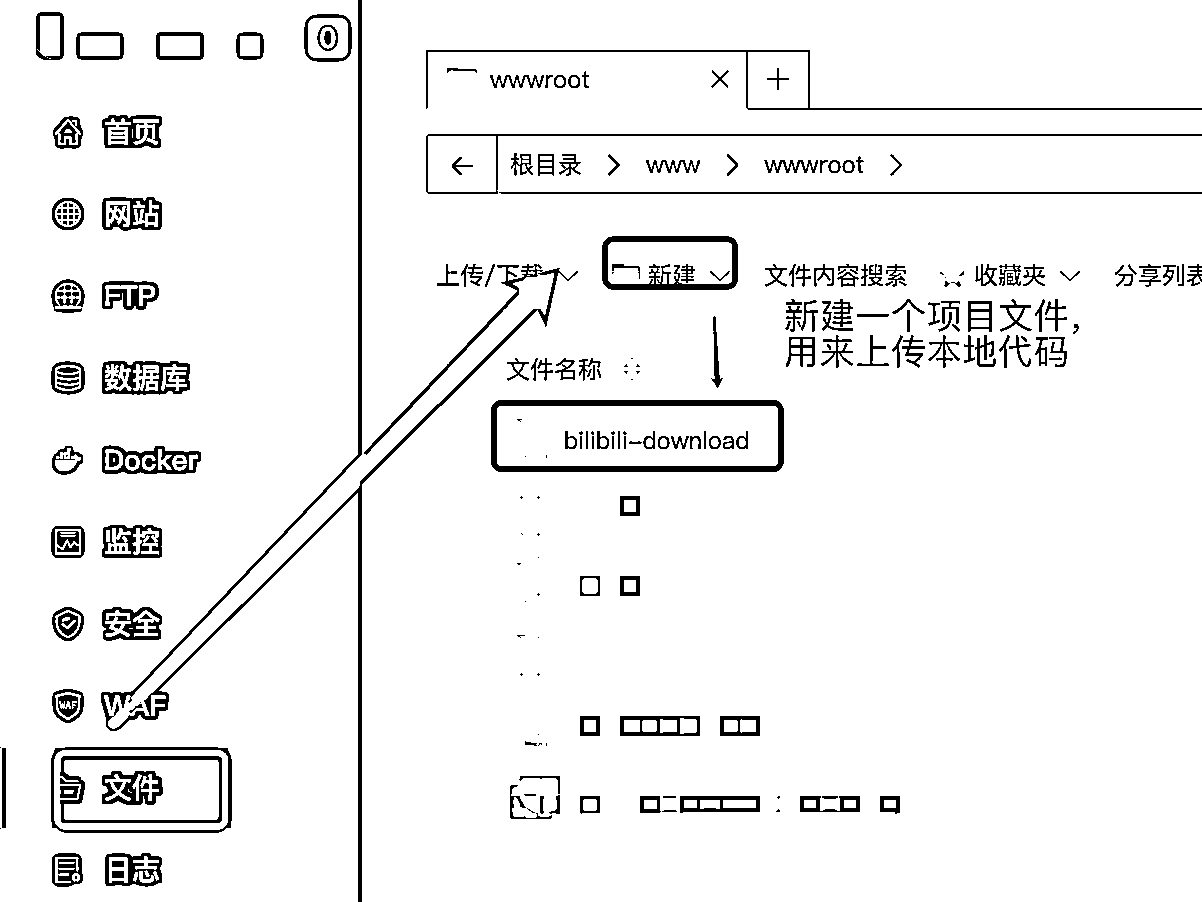 首页
网站
FTP
数据库
Docker
监控
安全
WAF
文件
日志
wwwroot
根目录 www wwwroot
上传/下载 新建 文件内容搜索 收藏夹 分享列表
新建一个项目文件，
用来上传本地代码
文件名称
bilibili-download